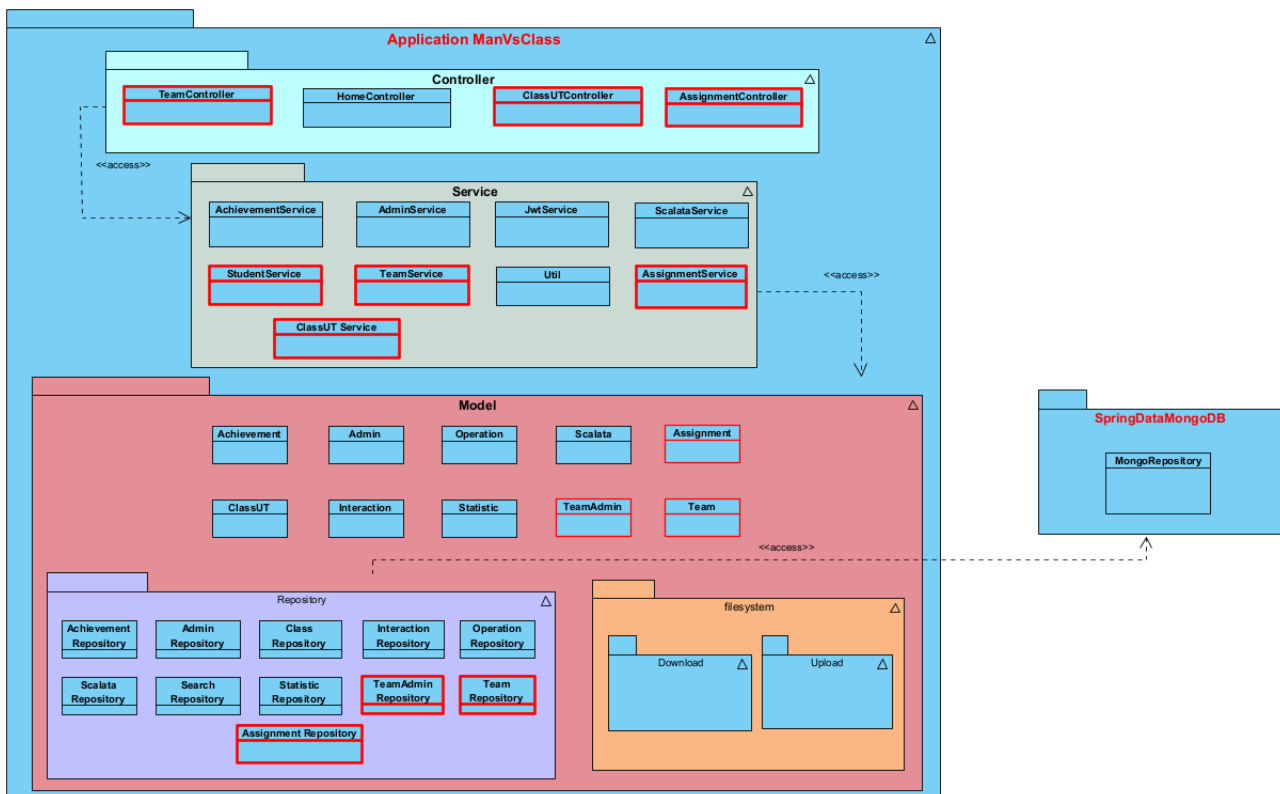 Application ManVsClass
Controller
TeamController
HomeController
ClassUTController
AssignmentController
<<access>>
Service
AchievementService
AdminService
JwtService
ScalataService
StudentService
TeamService
Util
AssignmentService
<<access>>
ClassUT Service
Model
Achievement
Admin
Operation
Scalata
Assignment
ClassUT
Interaction
Statistic
TeamAdmin
Team
<<access>>
SpringDataMongoDB
MongoRepository
Repository
Achievement
Repository
Admin
Repository
Class
Repository
Interaction
Repository
Operation
Repository
Scalata
Repository
Search
Repository
Statistic
Repository
TeamAdmin
Repository
Team
Repository
Assignment Repository
filesystem
Download
Upload